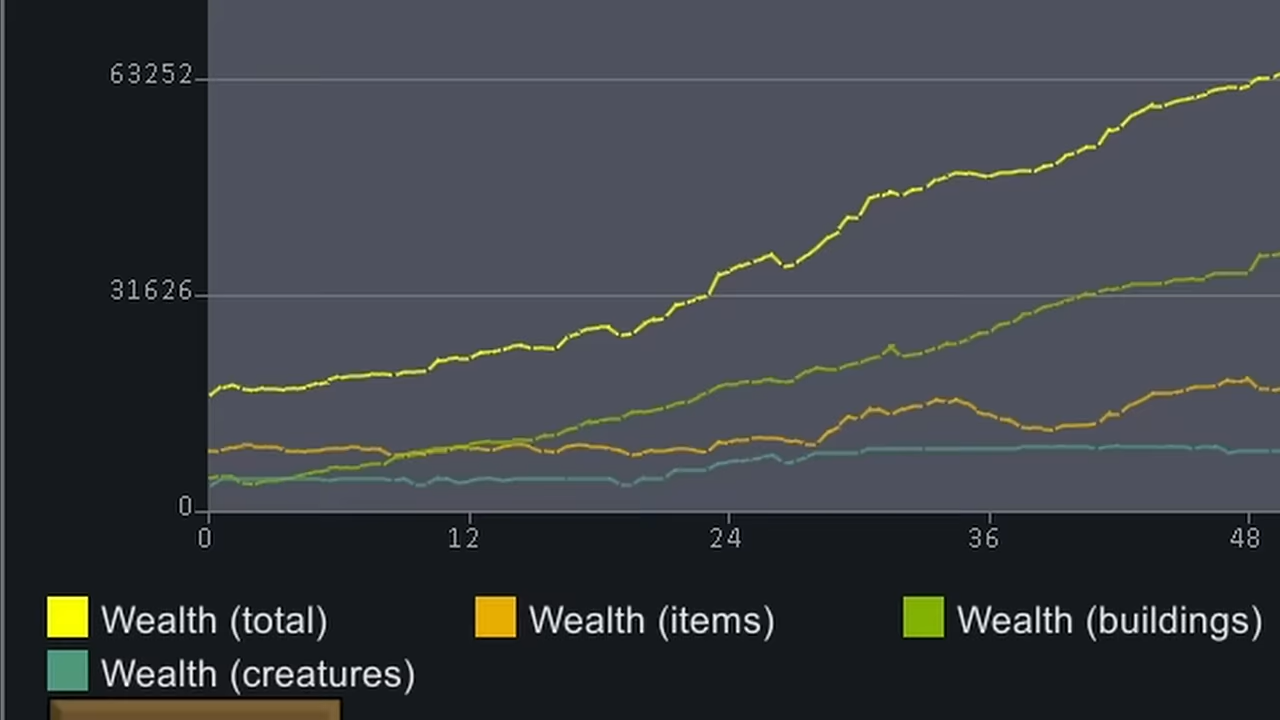 63252
31626
0
0 12 24 36 48
Wealth (total) Wealth (items) Wealth (buildings)
Wealth (creatures)